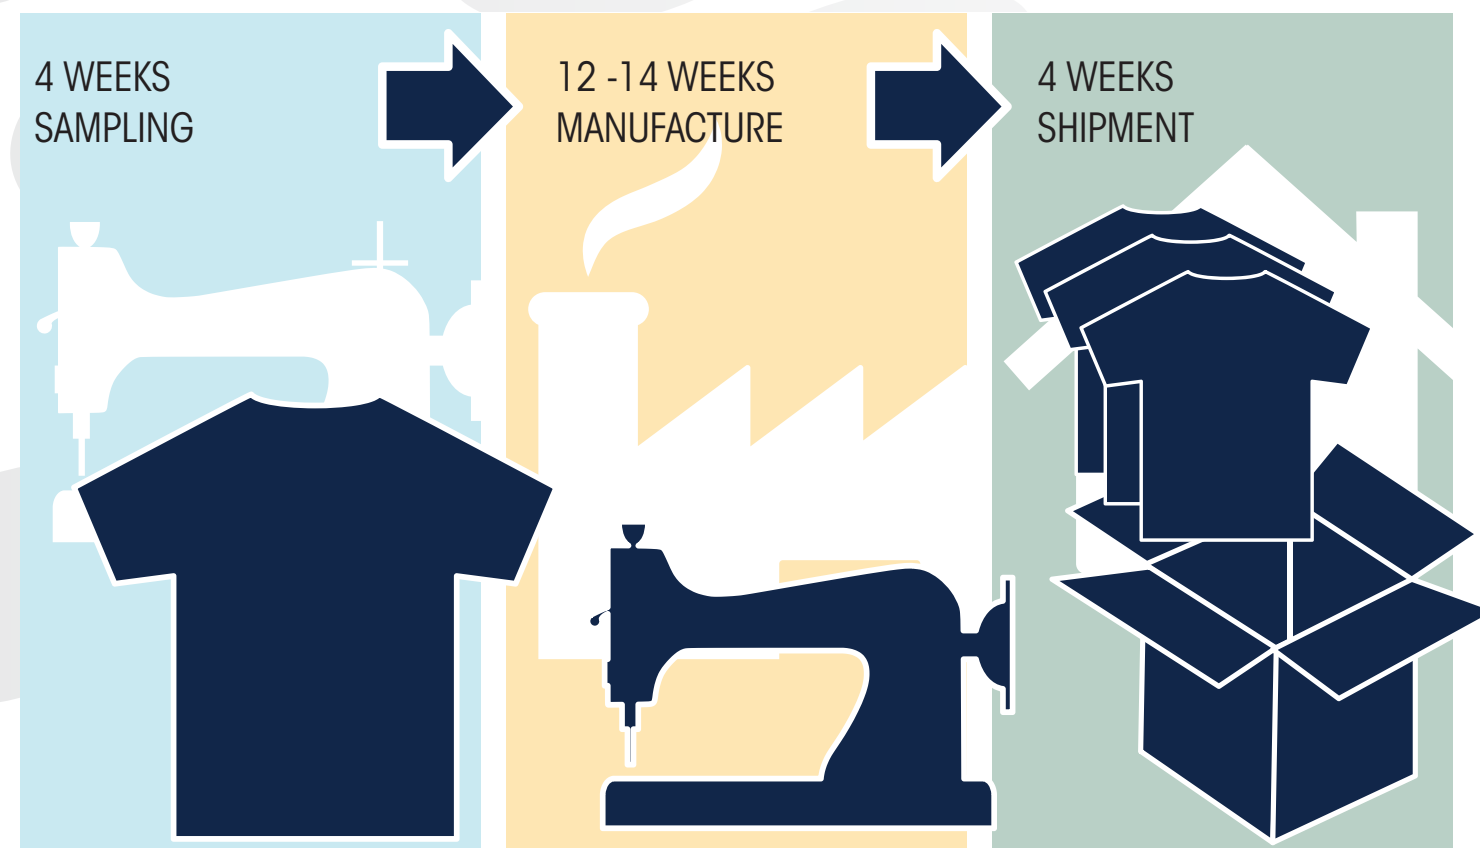 4 WEEKS
SAMPLING
12 -14 WEEKS
MANUFACTURE
4 WEEKS
SHIPMENT